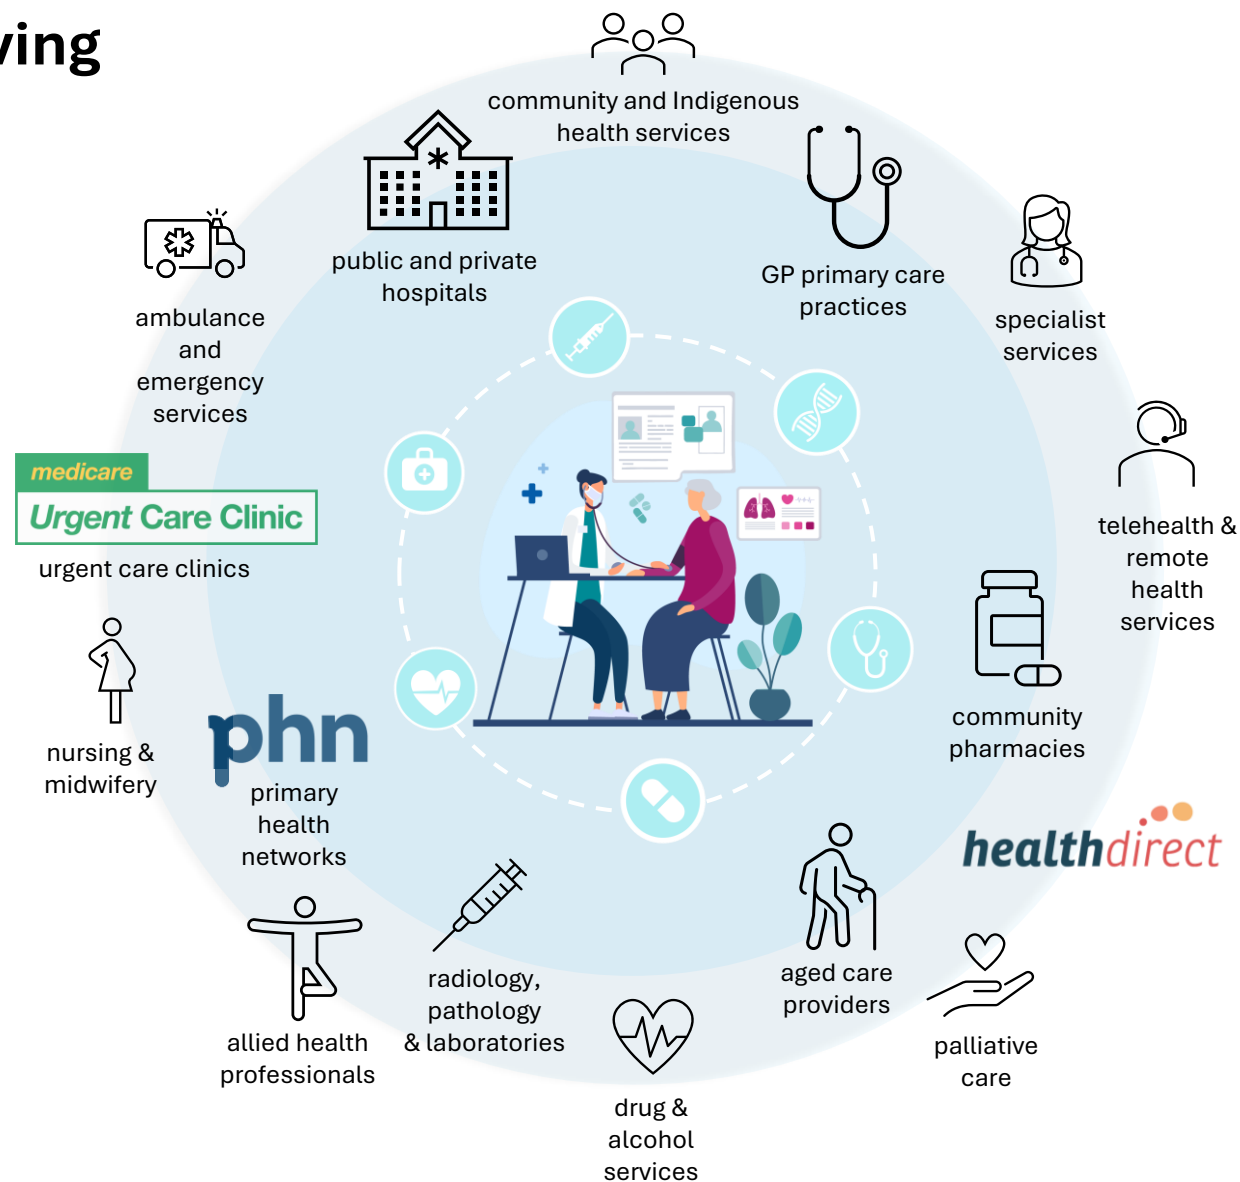 community and Indigenous
health services
public and private
hospitals
GP primary care
practices
specialist
services
ambulance
and
emergency
services
medicare
Urgent Care Clinic
urgent care clinics
telehealth &
remote
health
services
nursing &
midwifery
phn
primary
health
networks
community
pharmacies
healthdirect
allied health
professionals
radiology,
pathology
& laboratories
aged care
providers
palliative
care
drug &
alcohol
services